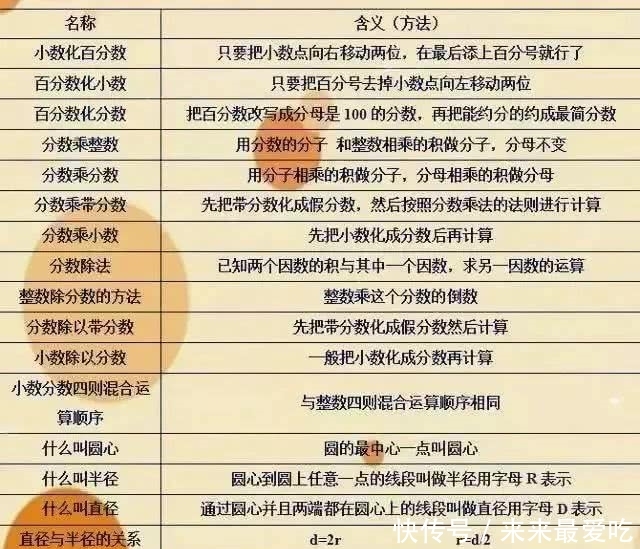 名称 含义（方法）
小数化百分数 只要把小数点向右移动两位，在最后添上百分号就行了
百分数化小数 只要把百分号去掉小数点向左移动两位
百分数化分数 把百分数改写成分母是 100 的分数，再把能约分的约成最简分数
分数乘整数 用分数的分子 和整数相乘的积做分子，分母不变
分数乘分数 用分子相乘的积做分子，分母相乘的积做分母
分数乘带分数 先把带分数化成假分数，然后按照分数乘法的法则进行计算
分数乘小数 先把小数化成分数后再计算
分数除法 已知两个因数的积与其中一个因数，求另一因数的运算
整数除分数的方法 整数乘这个分数的倒数
分数除以带分数 先把带分数化成假分数然后计算
小数除以分数 一般把小数化成分数再计算
小数分数四则混合运
算顺序 与整数四则混合运算顺序相同
什么叫圆心 圆的最中心一点叫圆心
什么叫半径 圆心到圆上任意一点的线段叫做半径用字母 R 表示
什么叫直径 通过圆心并且两端都在圆心上的线段叫做直径用字母 D 表示
直径与半径的关系 d=2r r=d/2
快传号 / 来来最爱吃